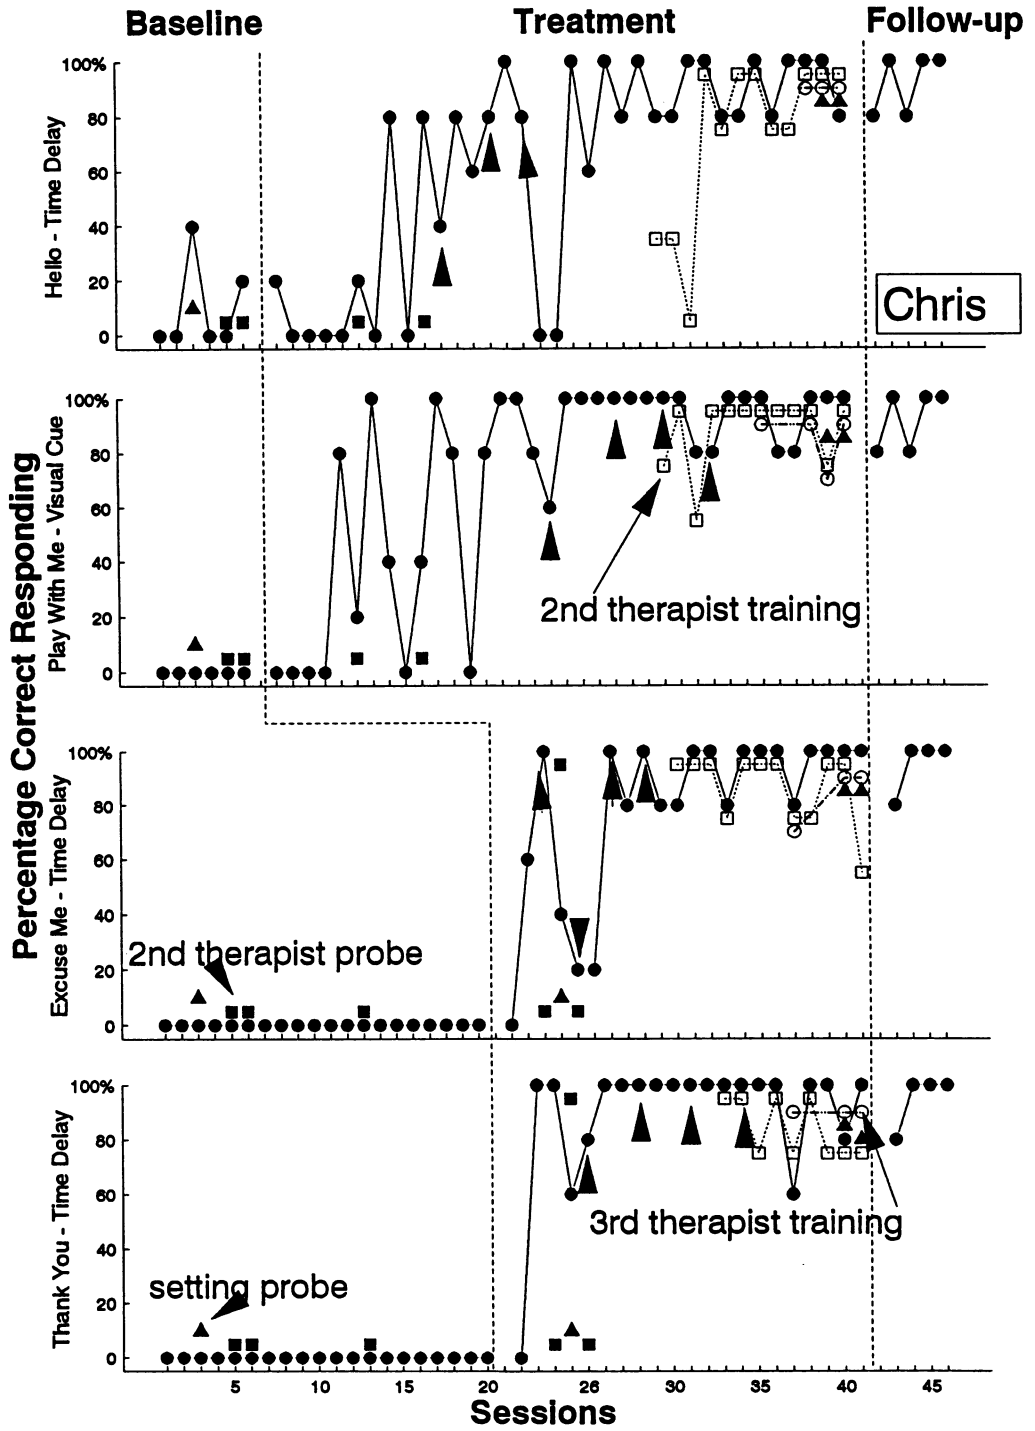 Baseline Treatment Follow-up
100%
80
60
40
20
0
Hello - Time Delay
Chris
100%
80
60
40
20
0
Play With Me - Visual Cue
2nd therapist training
Percentage Correct Responding
100%
80
60
40
20
0
Excuse Me - Time Delay
2nd therapist probe
100%
80
60
40
20
0
Thank You - Time Delay
3rd therapist training
setting probe
5 10 15 20 26 30 35 40 45
Sessions